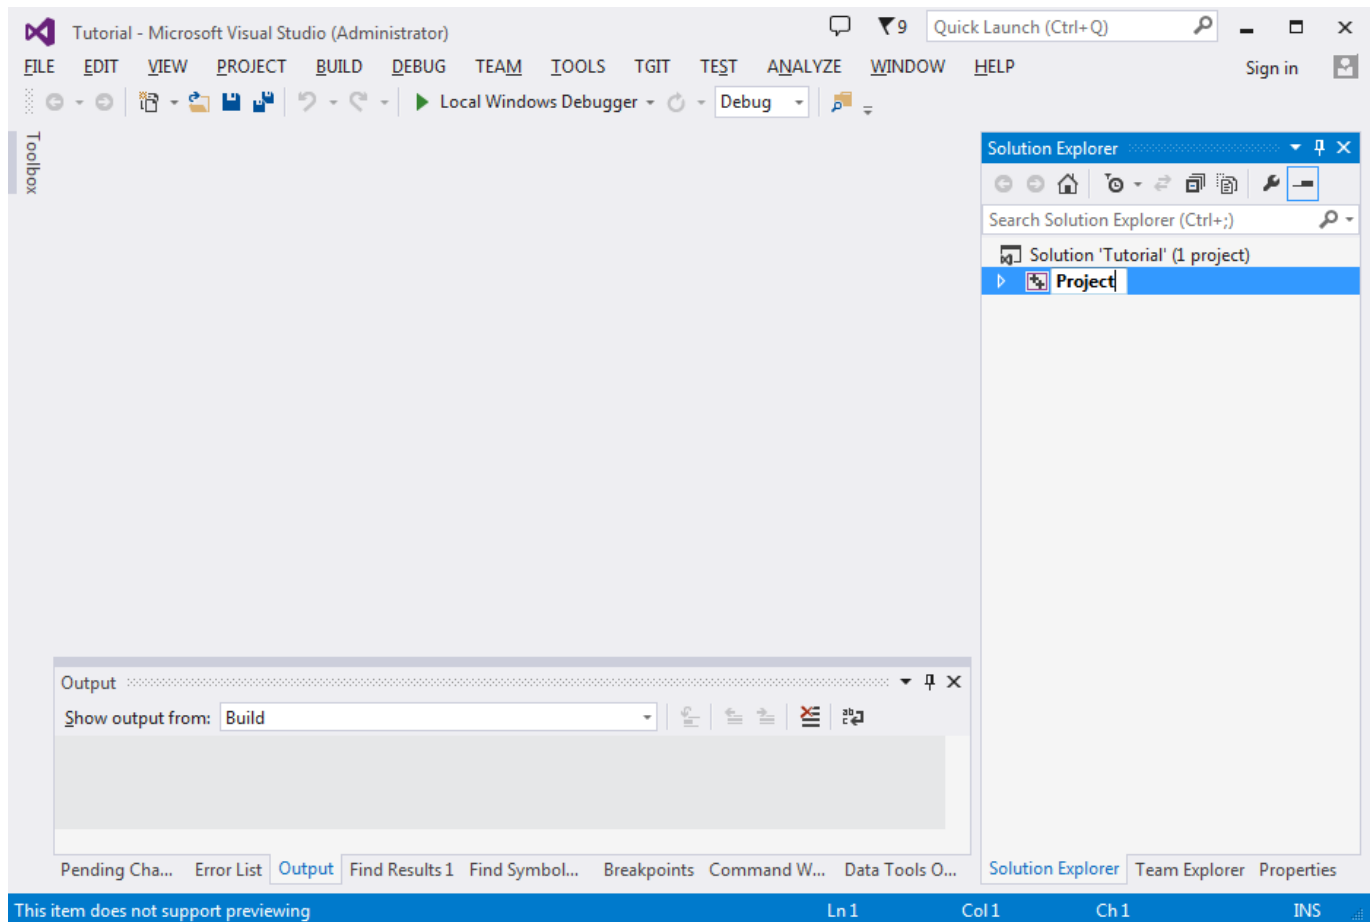 Tutorial - Microsoft Visual Studio (Administrator) 9 Quick Launch (Ctrl+Q)
FILE EDIT VIEW PROJECT BUILD DEBUG TEAM TOOLS TGIT TEST ANALYZE WINDOW HELP Sign in
Local Windows Debugger Debug
Toolbox
Solution Explorer
Search Solution Explorer (Ctrl+;)
Solution 'Tutorial' (1 project)
Project
Output
Show output from: Build
Pending Cha... Error List Output Find Results 1 Find Symbol... Breakpoints Command W... Data Tools O... Solution Explorer Team Explorer Properties
This item does not support previewing Ln 1 Col 1 Ch 1 INS